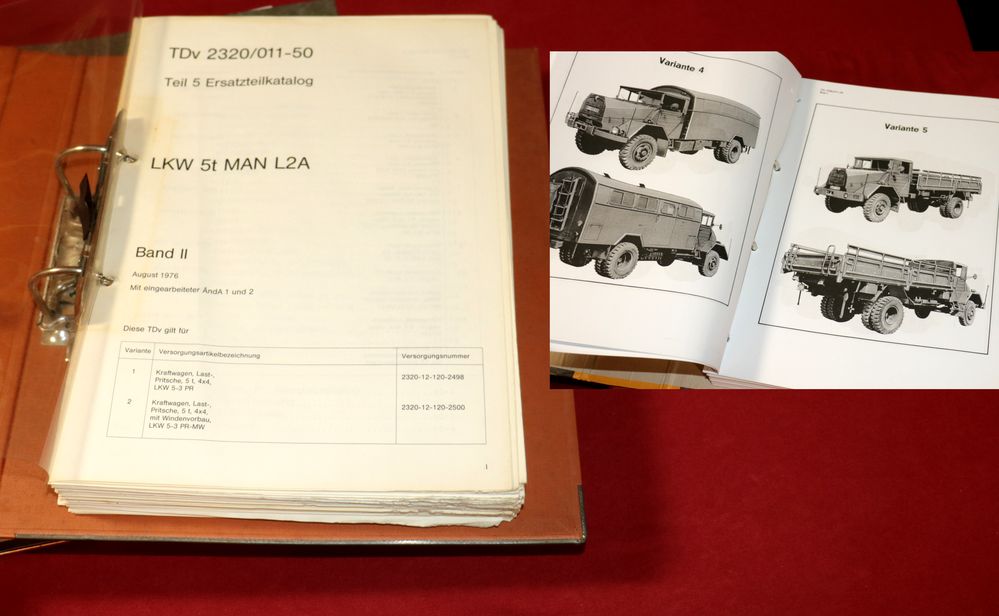 TDv 2320/011-50
Teil 5 Ersatzteilkatalog
LKW 5t MAN L2A
Band II
August 1976
Mit eingearbeiteter ÄndA 1 und 2
Diese TDv gilt für
Variante Versorgungsartikelbezeichnung Versorgungsnummer
1 Kraftwagen, Last-, 2320-12-120-2498
Pritsche, 5 t, 4x4,
LKW 5-3 PR
2 Kraftwagen, Last-, 2320-12-120-2500
Pritsche, 5 t, 4x4,
mit Windenvorbau,
LKW 5-3 PR-MW
1
Variante 4
Variante 5